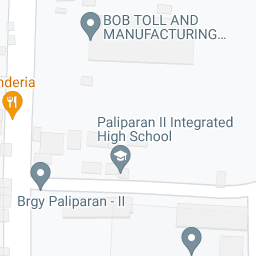 BOB TOLL AND
MANUFACTURING...
nderia
Paliparan II Integrated
High School
Brgy Paliparan - II